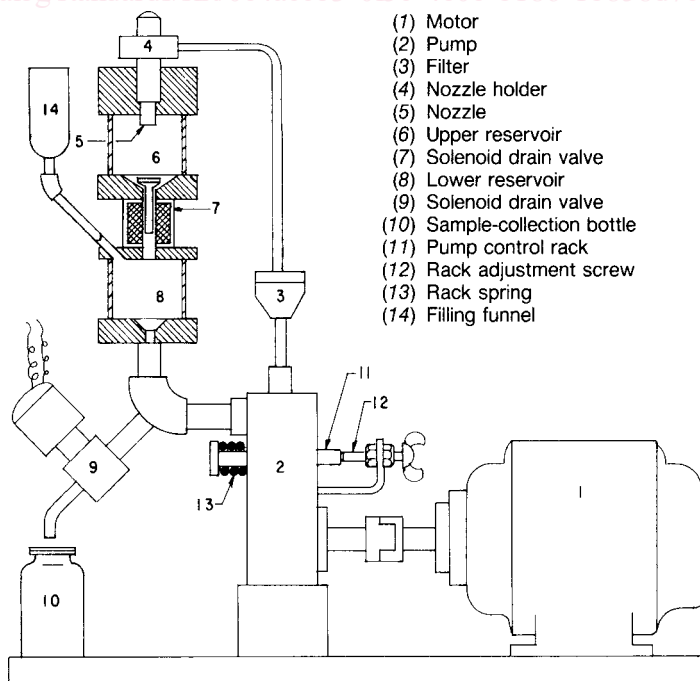 (1) Motor
(2) Pump
(3) Filter
(4) Nozzle holder
(5) Nozzle
(6) Upper reservoir
(7) Solenoid drain valve
(8) Lower reservoir
(9) Solenoid drain valve
(10) Sample-collection bottle
(11) Pump control rack
(12) Rack adjustment screw
(13) Rack spring
(14) Filling funnel
4
14
5
6
7
8
3
11
12
9
2
13
1
10